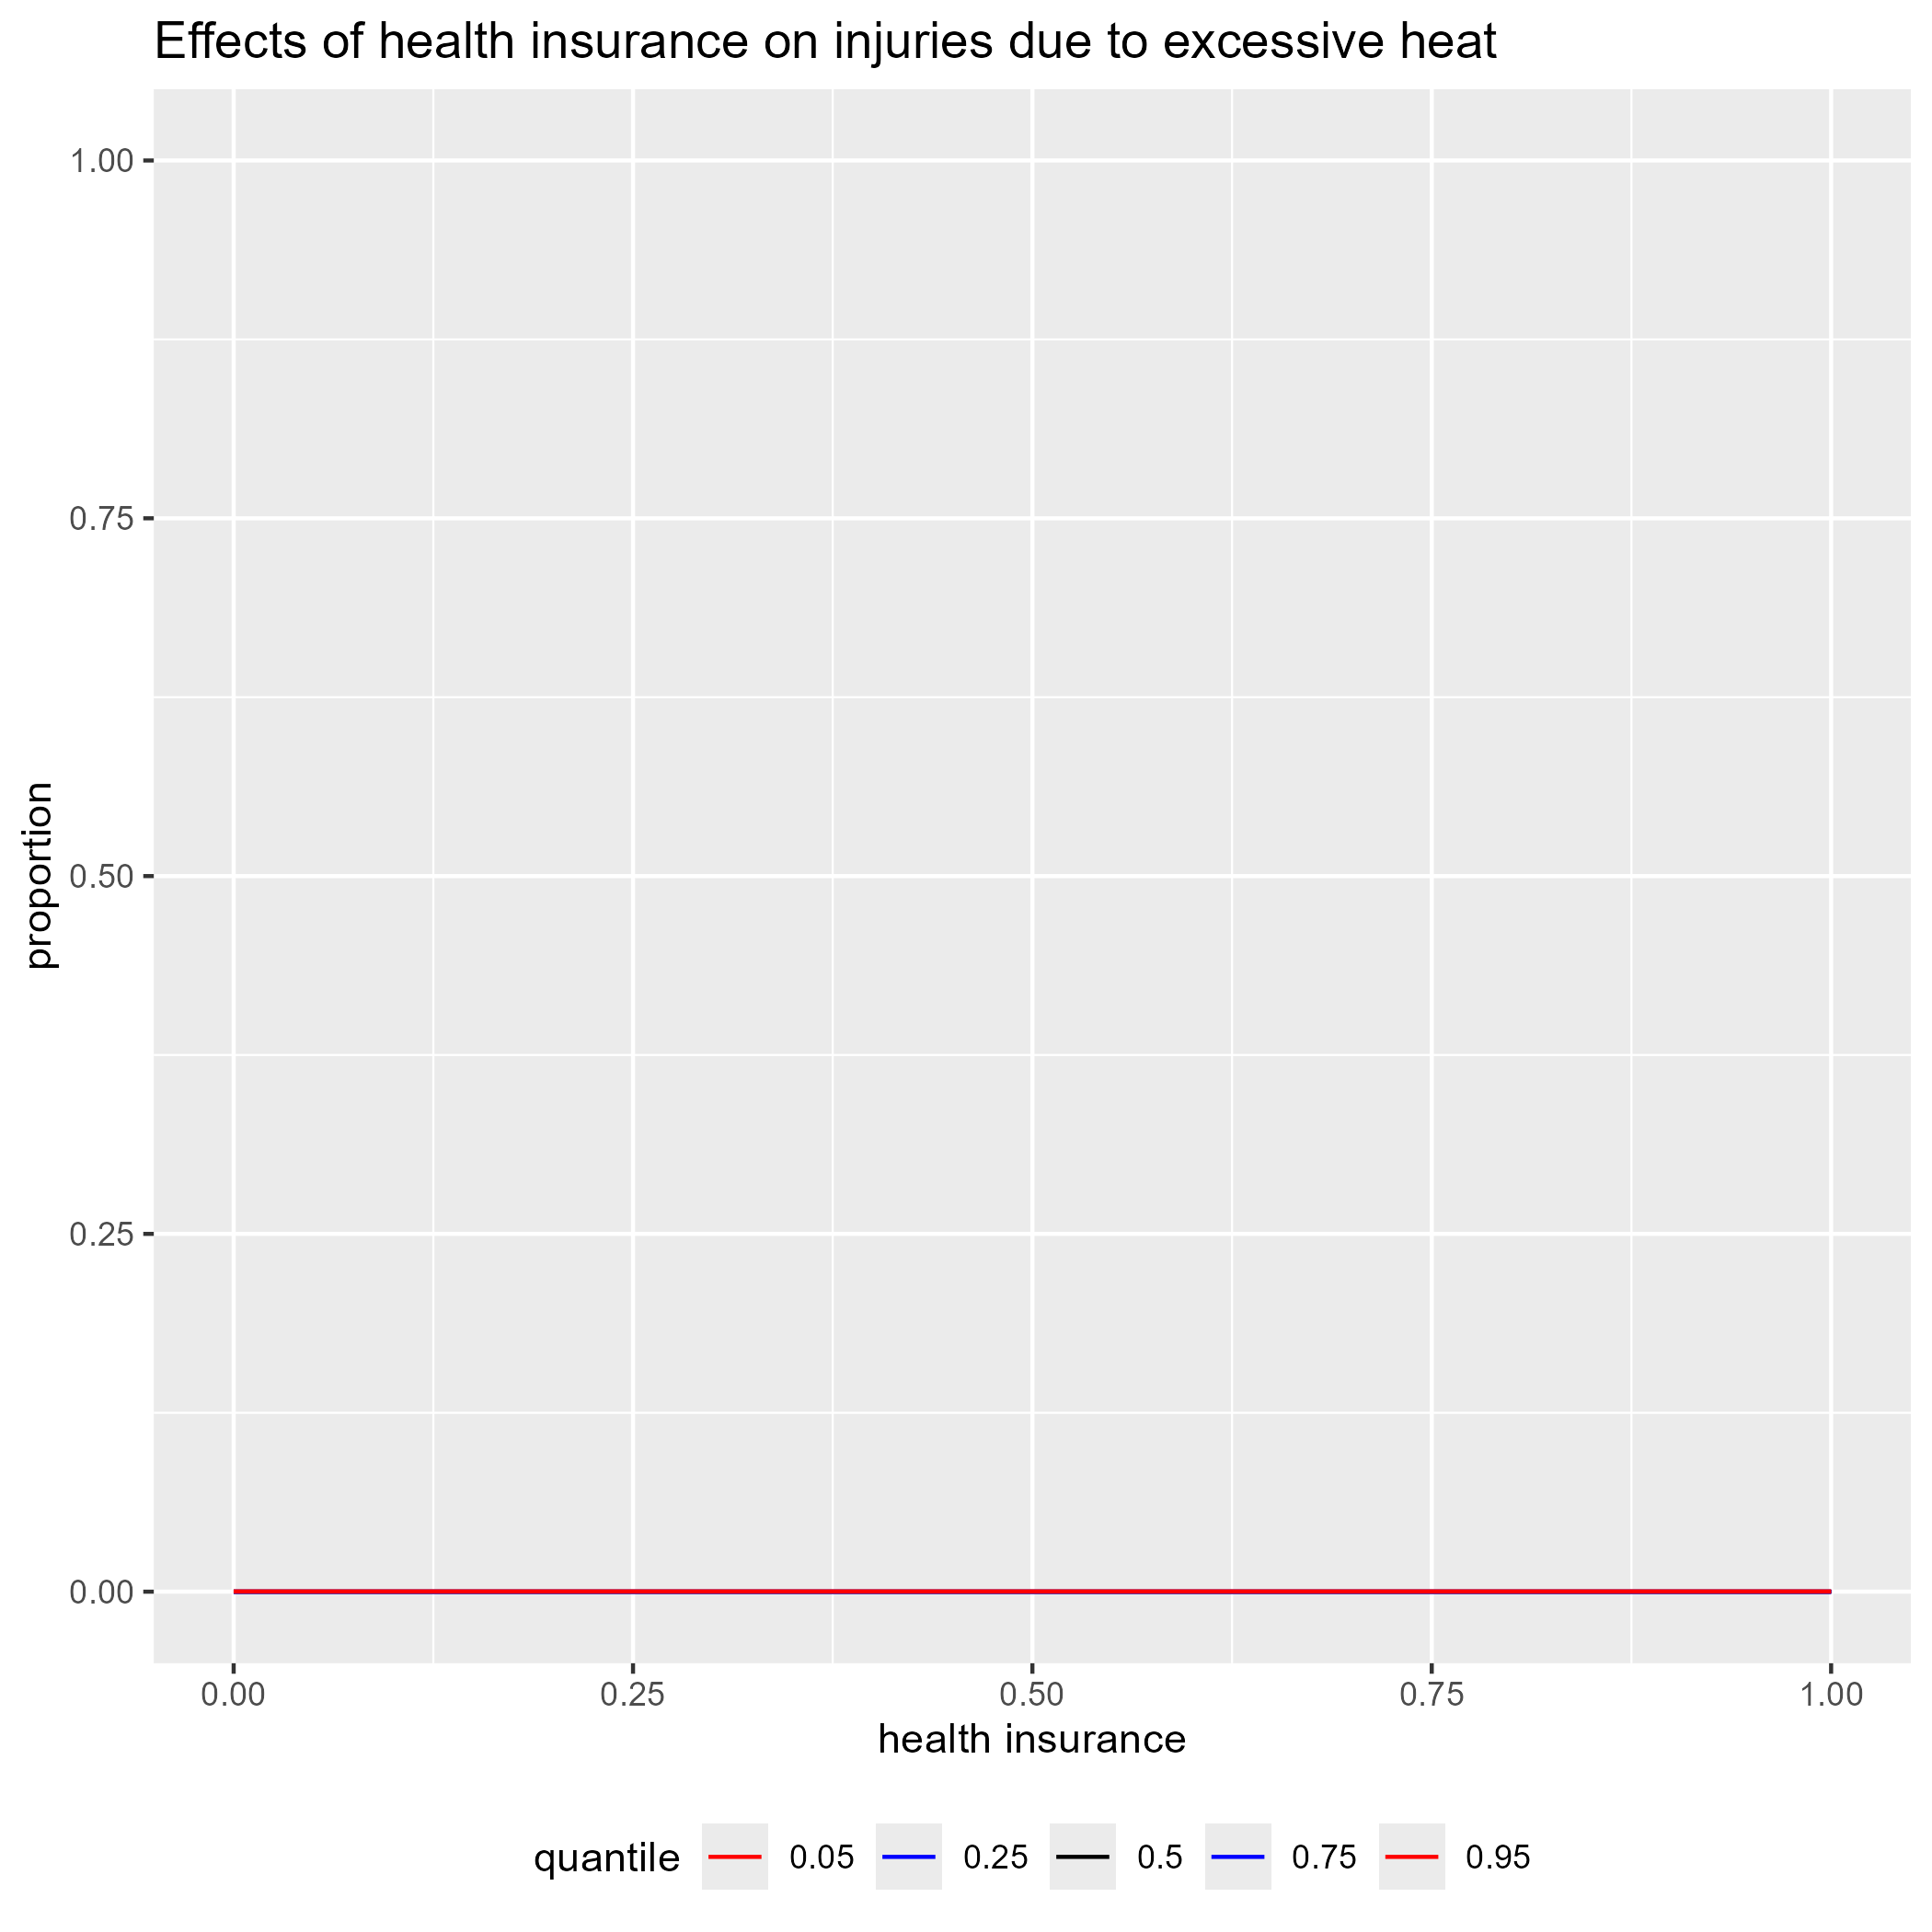 Effects of health insurance on injuries due to excessive heat
1.00
0.75
0.50
0.25
0.00
proportion
0.00 0.25 0.50 0.75 1.00
health insurance
quantile 0.05 0.25 0.5 0.75 0.95